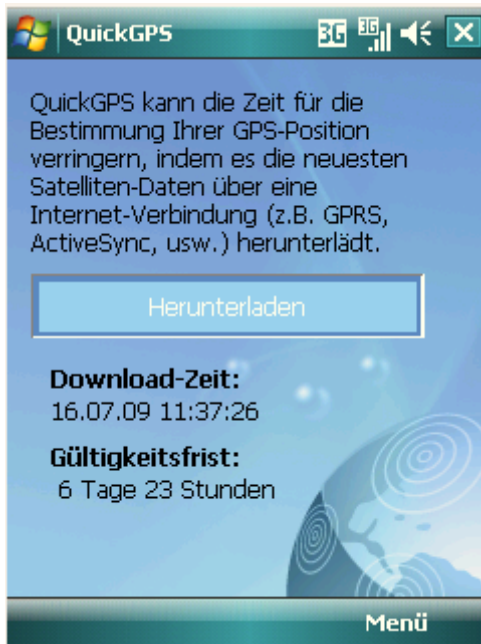 QuickGPS 3G 3G
QuickGPS kann die Zeit für die
Bestimmung Ihrer GPS-Position
verringern, indem es die neuesten
Satelliten-Daten über eine
Internet-Verbindung (z.B. GPRS,
ActiveSync, usw.) herunterlädt.
Herunterladen
Download-Zeit:
16.07.09 11:37:26
Gültigkeitsfrist:
6 Tage 23 Stunden
Menü